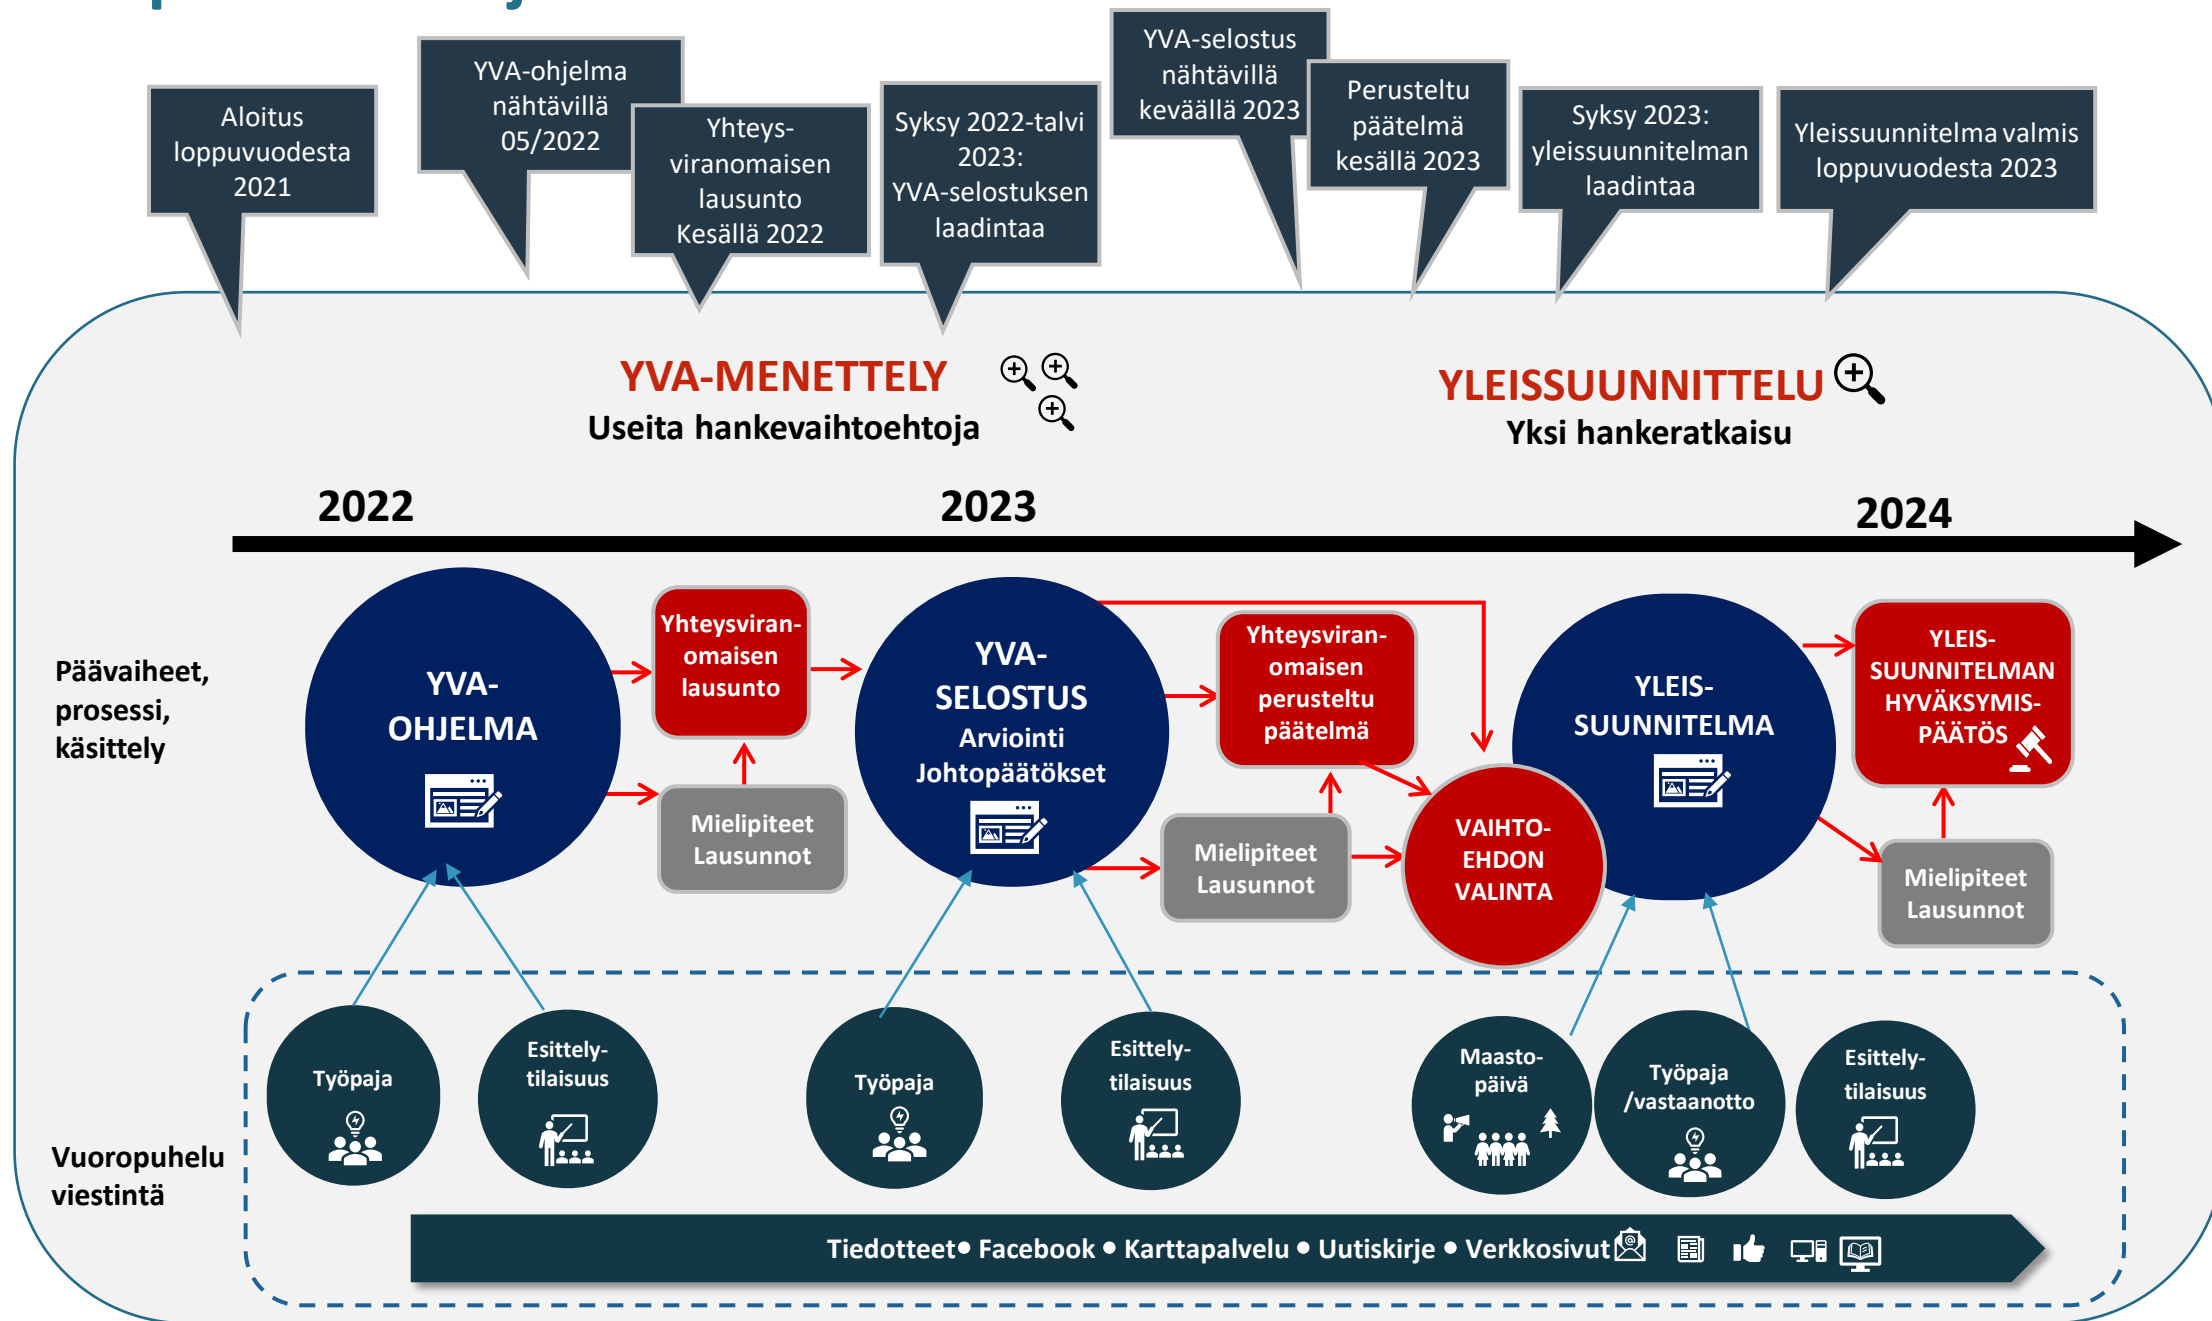 Aloitus
loppuvuodesta
2021
YVA-ohjelma
nähtävillä
05/2022
Yhteys-
viranomaisen
lausunto
Kesällä 2022
Syksy 2022-talvi
2023:
YVA-selostuksen
laadintaa
YVA-selostus
nähtävillä
keväällä 2023
Perusteltu
päätelmä
kesällä 2023
Syksy 2023:
yleissuunnitelman
laadintaa
Yleissuunnitelma valmis
loppuvuodesta 2023
YVA-MENETTELY
Useita hankevaihtoehtoja
YLEISSUUNNITTELU
Yksi hankeratkaisu
2022
2023
2024
Päävaiheet,
prosessi,
käsittely
YVA-
OHJELMA
Yhteysviran-
omaisen
lausunto
Mielipiteet
Lausunnot
YVA-
SELOSTUS
Arviointi
Johtopäätökset
Yhteysviran-
omaisen
perusteltu
päätelmä
Mielipiteet
Lausunnot
VAIHTO-
EHDON
VALINTA
YLEIS-
SUUNNITELMA
YLEIS-
SUUNNITELMAN
HYVÄKSYMIS-
PÄÄTÖS
Mielipiteet
Lausunnot
Vuoropuhelu
viestintä
Työpaja
Esittely-
tilaisuus
Työpaja
Esittely-
tilaisuus
Maasto-
päivä
Työpaja
/vastaanotto
Esittely-
tilaisuus
Tiedotteet• Facebook • Karttapalvelu • Uutiskirje • Verkkosivut